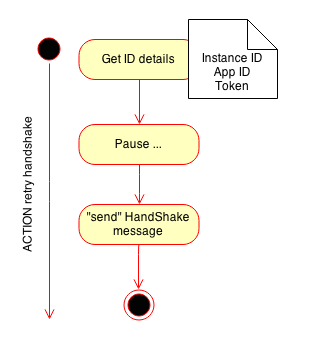 Get ID details
Instance ID
App ID
Token
Pause ...
"send" HandShake
message
ACTION retry handshake